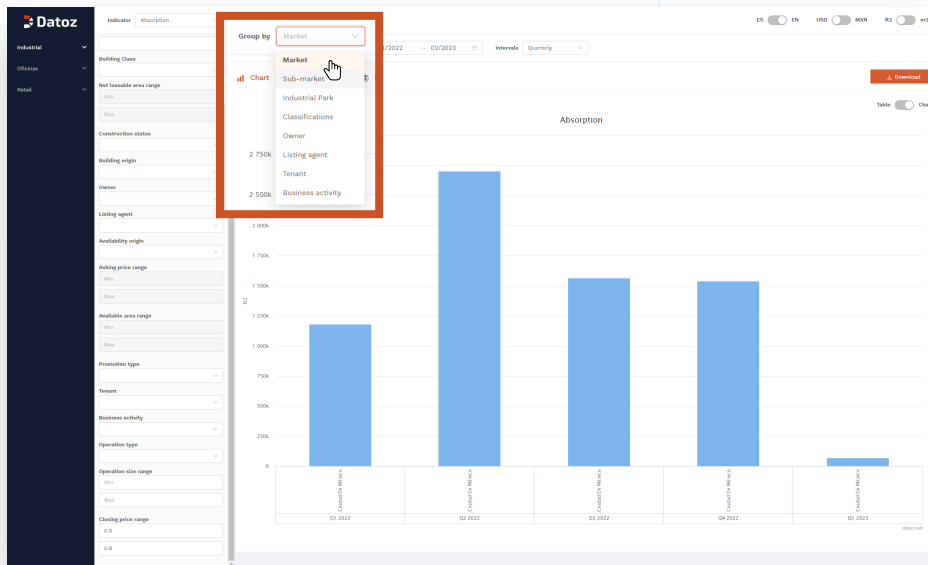 Datoz
Industrial
Oficinas
Retail
Indicator Absorption
Building Class
Net leasable area range
Min
Max
Construction status
Building origin
Owner
Listing agent
Availability origin
Asking price range
Min
Max
Available area range
Min
Max
Promotion type
Tenant
Business activity
Operation type
Operation size range
Min
Max
Closing price range
0.0
0.0
ES EN USD MXN ft2 m2
Group by Market
Market
Sub-market
Industrial Park
Classifications
Owner
Listing agent
Tenant
Business activity
/2022 → 02/2023 Intervals Quarterly
Chart
Download
Table Cha
Absorption
2 750k
2 500k
2 000k
1 750k
1 500k
1 250k
1 000k
750k
500k
250k
0
ft2
Ciudad De México
Ciudad De México
Ciudad De México
Ciudad De México
Ciudad De México
Q1 2022
Q2 2022
Q3 2022
Q4 2022
Q1 2023
datoz.com